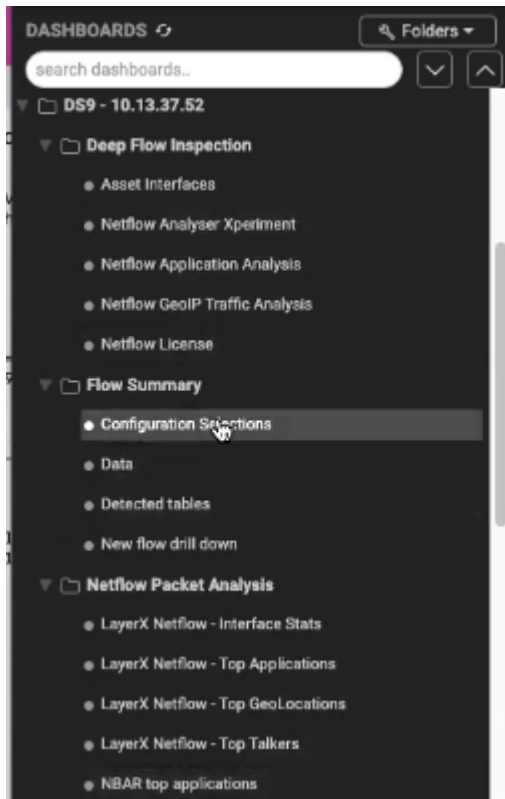 DASHBOARDS
Folders
search dashboards..
DS9 - 10.13.37.52
Deep Flow Inspection
Asset Interfaces
Netflow Analyser Xperiment
Netflow Application Analysis
Netflow GeoIP Traffic Analysis
Netflow License
Flow Summary
Configuration Selections
Data
Detected tables
New flow drill down
Netflow Packet Analysis
LayerX Netflow - Interface Stats
LayerX Netflow - Top Applications
LayerX Netflow - Top GeoLocations
LayerX Netflow - Top Talkers
NBAR top applications